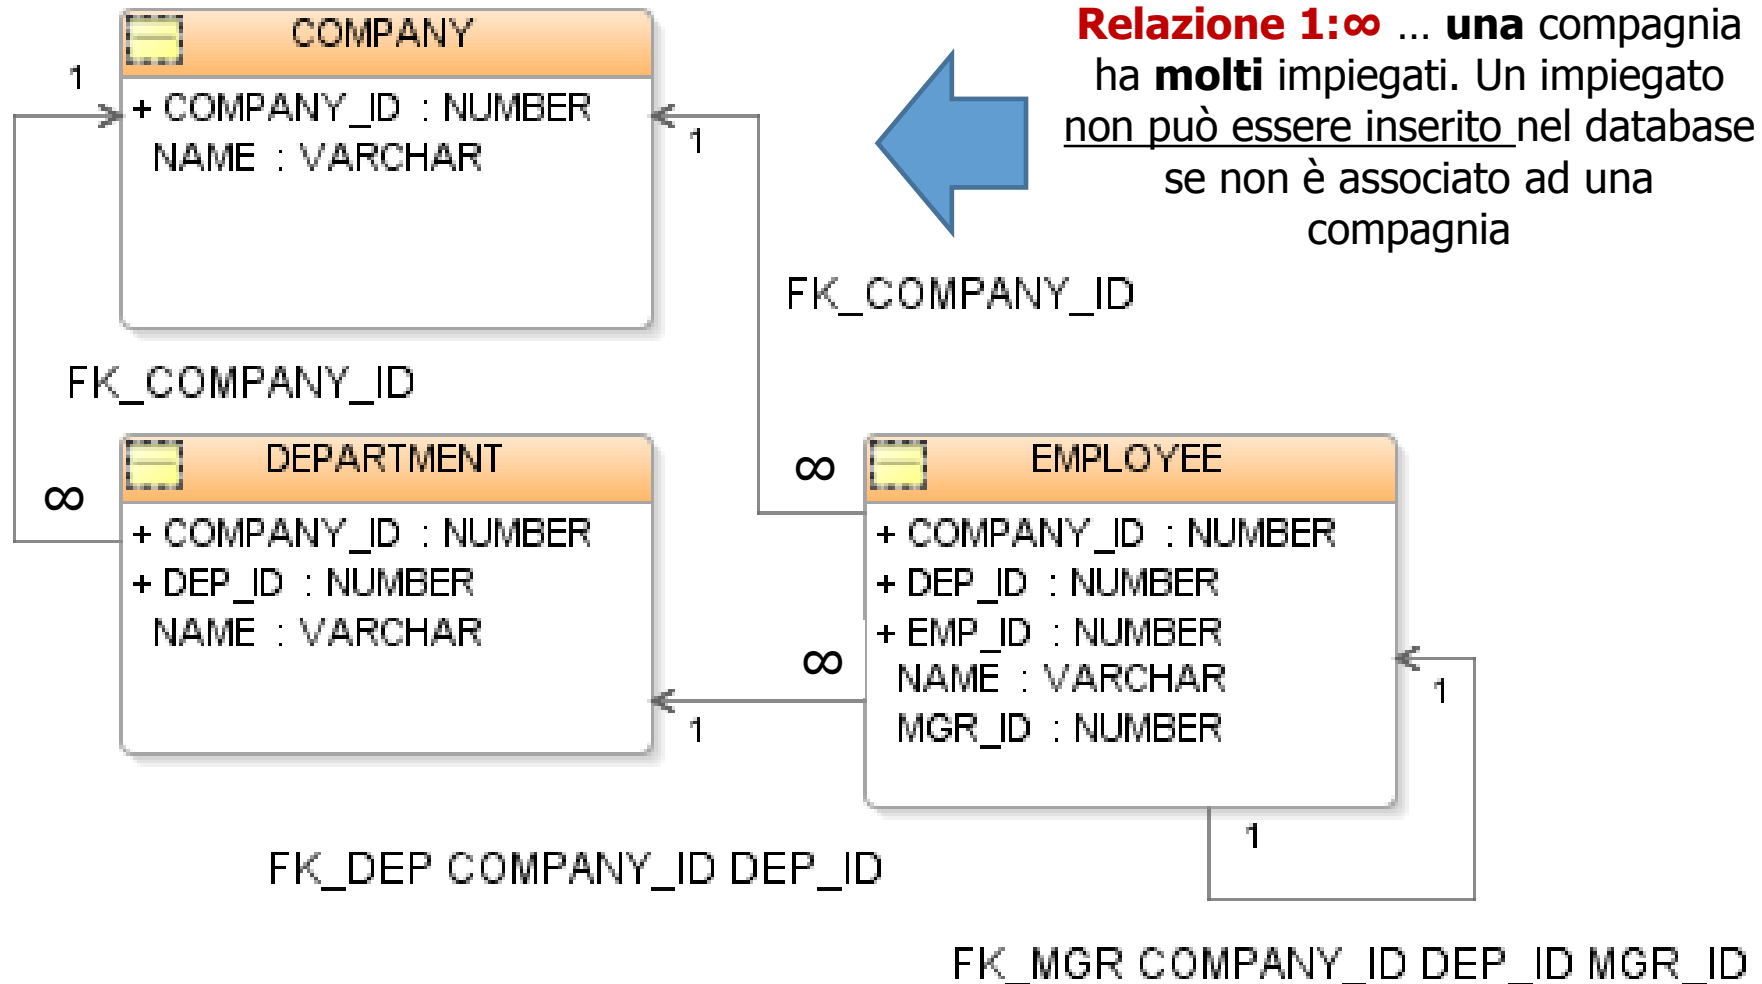 COMPANY
1
+ COMPANY_ID : NUMBER
NAME : VARCHAR
1
Relazione 1:∞ ... una compagnia
ha molti impiegati. Un impiegato
non può essere inserito nel database
se non è associato ad una
compagnia
FK_COMPANY_ID
FK_COMPANY_ID
DEPARTMENT
∞
+ COMPANY_ID : NUMBER
+ DEP_ID : NUMBER
NAME : VARCHAR
∞
EMPLOYEE
+ COMPANY_ID : NUMBER
+ DEP_ID : NUMBER
+ EMP_ID : NUMBER
NAME : VARCHAR
MGR_ID : NUMBER
∞
1
1
1
FK_DEP COMPANY_ID DEP_ID
FK_MGR COMPANY_ID DEP_ID MGR_ID